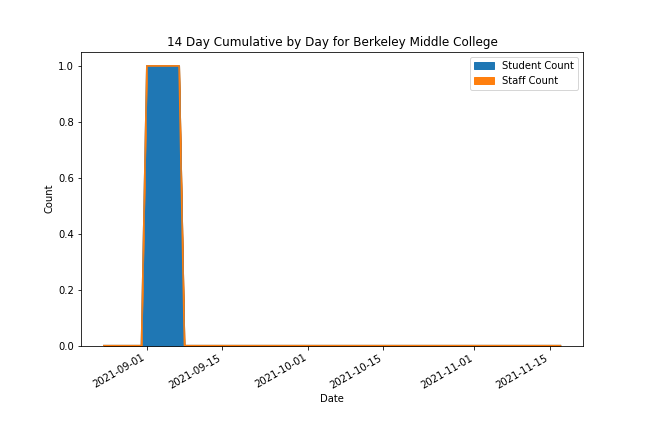 14 Day Cumulative by Day for Berkeley Middle College
Student Count
Staff Count
1.0
0.8
0.6
0.4
0.2
0.0
Count
2021-09-01
2021-09-15
2021-10-01
2021-10-15
2021-11-01
2021-11-15
Date